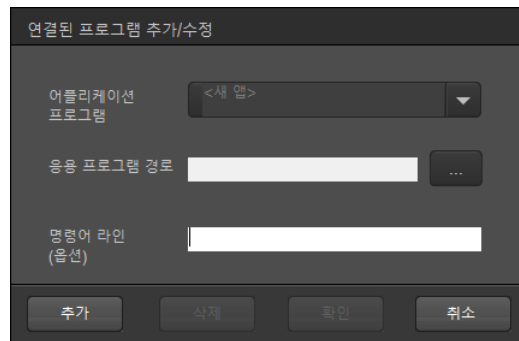 연결된 프로그램 추가/수정
어플리케이션
프로그램
<새 앱>
응용 프로그램 경로
...
명령어 라인
(옵션)
추가
삭제
확인
취소